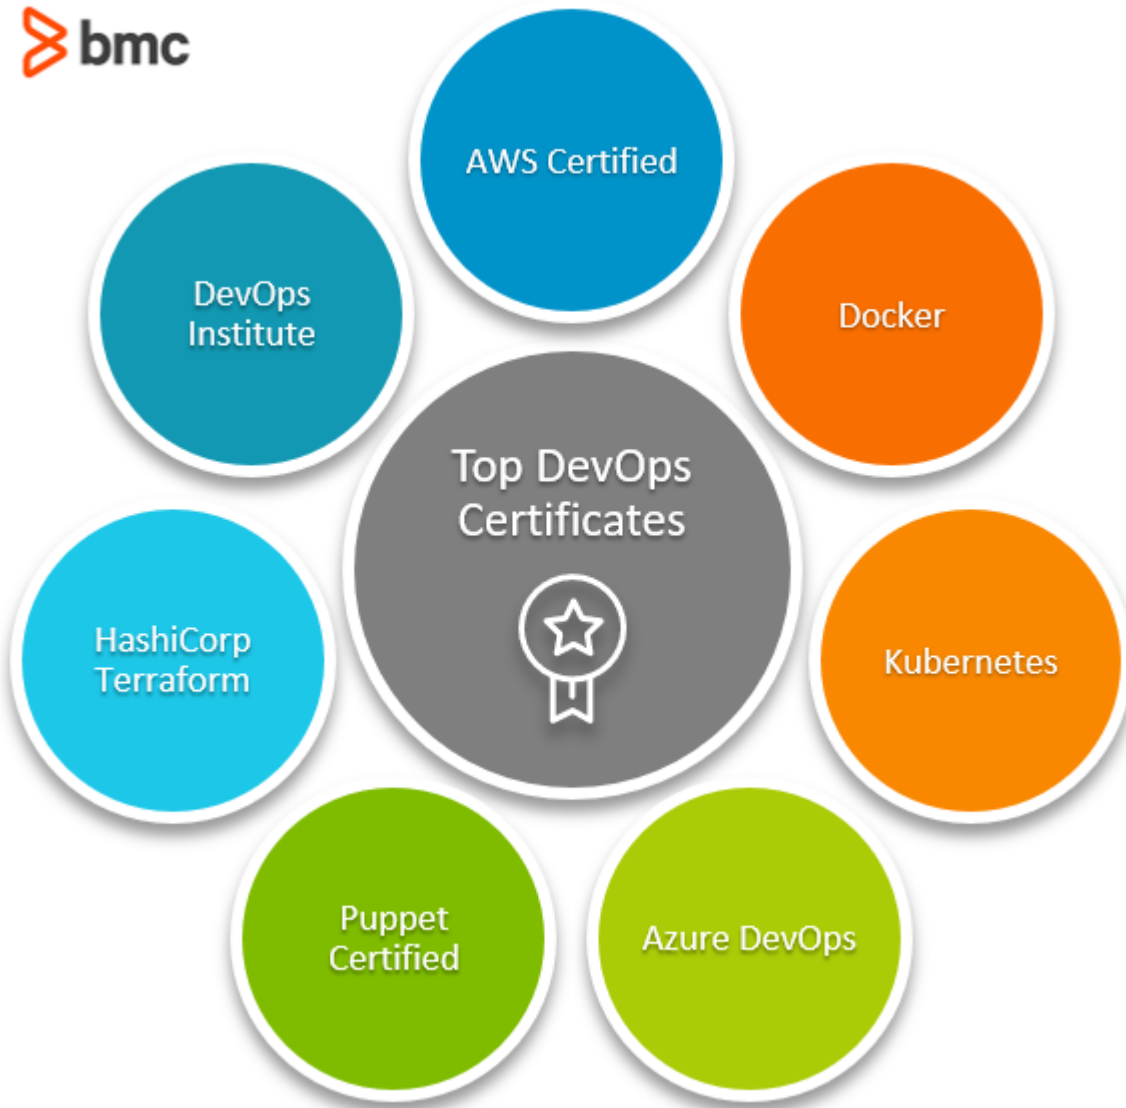 bmc
AWS Certified
DevOps
Institute
Docker
Top DevOps
Certificates
HashiCorp
Terraform
Kubernetes
Puppet
Certified
Azure DevOps